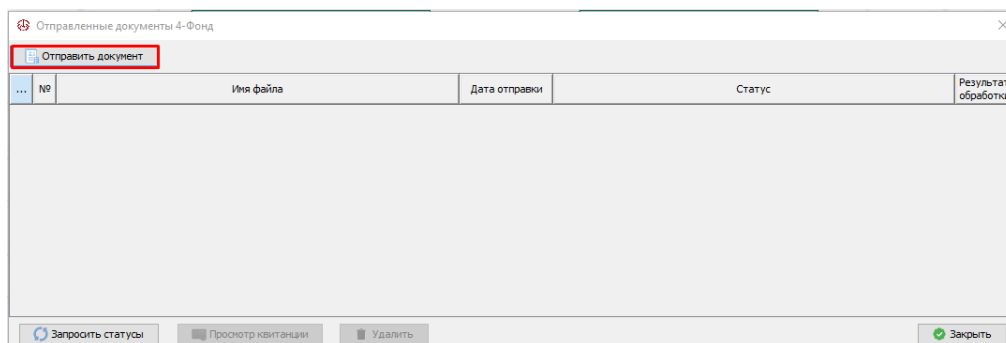 Отправленные документы 4-Фонд
Отправить документ
... № Имя файла Дата отправки Статус Результат
обработки
Запросить статусы Просмотр квитанции Удалить Закрыть